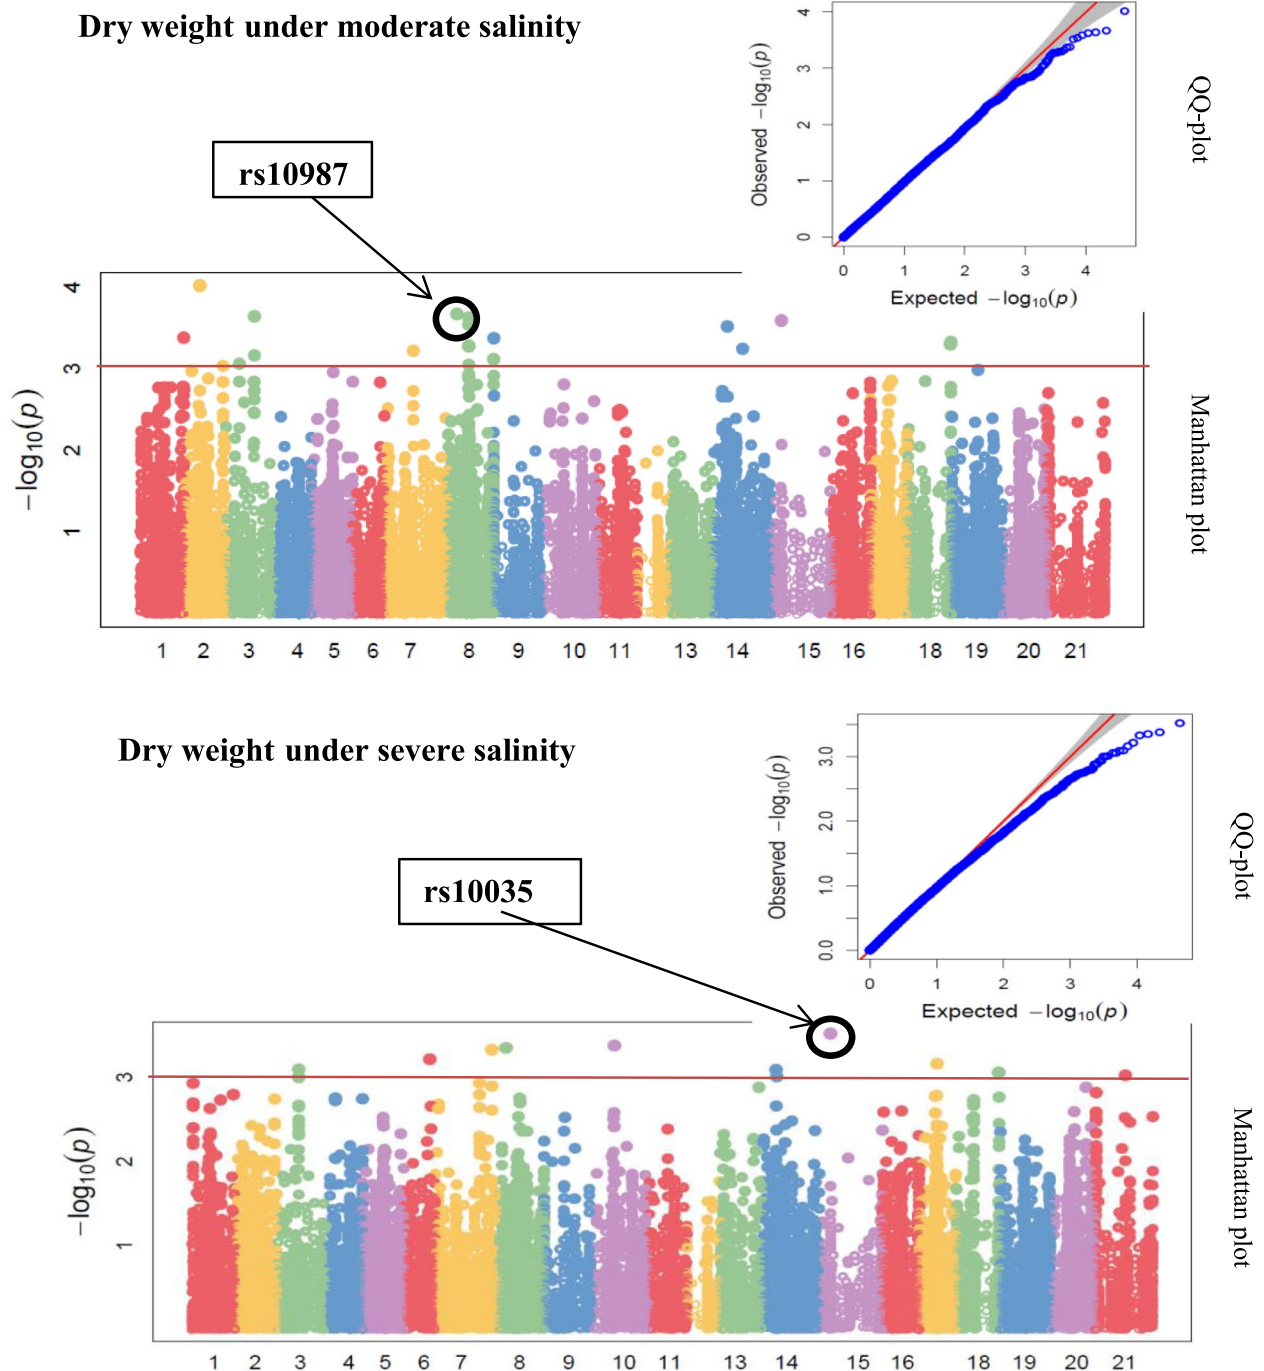 Dry weight under moderate salinity
4
3
2
1
0
Observed −log10(p)
0 1 2 3 4
Expected −log10(p)
QQ-plot
rs10987
4
3
2
1
−log10(p)
Manhattan plot
1 2 3 4 5 6 7 8 9 10 11 13 14 15 16 18 19 20 21
Dry weight under severe salinity
3.0
2.0
1.0
0.0
Observed −log10(p)
0 1 2 3 4
Expected −log10(p)
QQ-plot
rs10035
3
2
1
−log10(p)
Manhattan plot
1 2 3 4 5 6 7 8 9 10 11 13 14 15 16 18 19 20 21